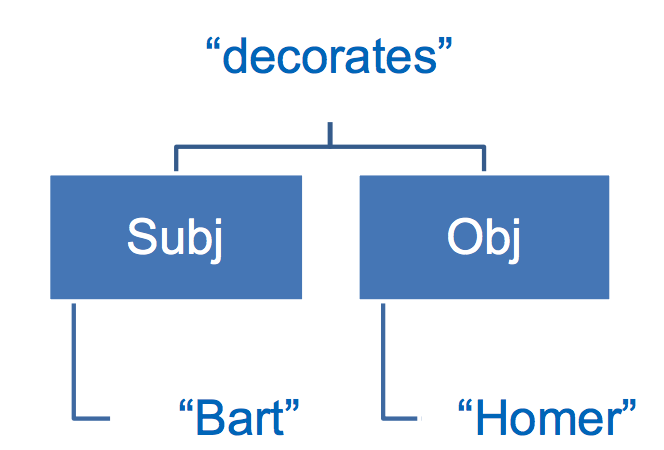 “decorates”
Subj
Obj
“Bart”
“Homer”